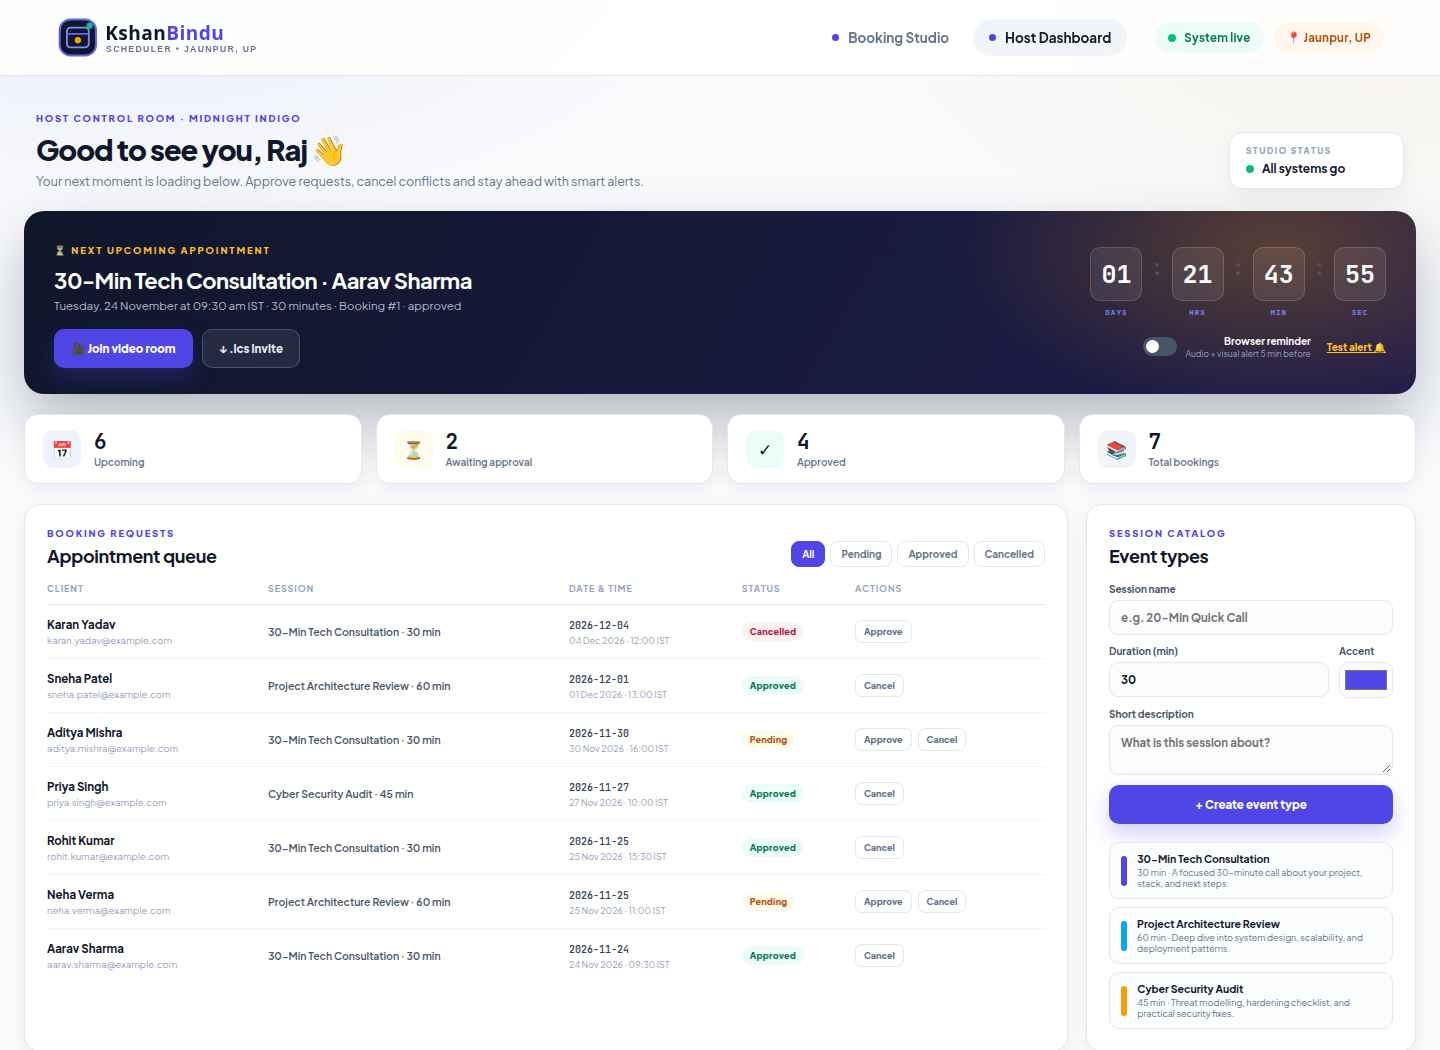 KshanBindu
SCHEDULER • JAUNPUR, UP
Booking Studio
Host Dashboard
System live
📍 Jaunpur, UP
HOST CONTROL ROOM · MIDNIGHT INDIGO
Good to see you, Raj 👋
Your next moment is loading below. Approve requests, cancel conflicts and stay ahead with smart alerts.
STUDIO STATUS
All systems go
⏳ NEXT UPCOMING APPOINTMENT
30-Min Tech Consultation · Aarav Sharma
Tuesday, 24 November at 09:30 am IST · 30 minutes · Booking #1 · approved
🎥 Join video room
↓ .ics invite
01 : 21 : 43 : 55
DAYS HRS MIN SEC
Browser reminder
Audio + visual alert 5 min before
Test alert 🔔
6
Upcoming
2
Awaiting approval
✓
4
Approved
7
Total bookings
BOOKING REQUESTS
Appointment queue
All Pending Approved Cancelled
CLIENT SESSION DATE & TIME STATUS ACTIONS
Karan Yadav
karan.yadav@example.com
30-Min Tech Consultation · 30 min
2026-12-04
04 Dec 2026 · 12:00 IST
Cancelled
Approve
Sneha Patel
sneha.patel@example.com
Project Architecture Review · 60 min
2026-12-01
01 Dec 2026 · 13:00 IST
Approved
Cancel
Aditya Mishra
aditya.mishra@example.com
30-Min Tech Consultation · 30 min
2026-11-30
30 Nov 2026 · 16:00 IST
Pending
Approve Cancel
Priya Singh
priya.singh@example.com
Cyber Security Audit · 45 min
2026-11-27
27 Nov 2026 · 10:00 IST
Approved
Cancel
Rohit Kumar
rohit.kumar@example.com
30-Min Tech Consultation · 30 min
2026-11-25
25 Nov 2026 · 15:30 IST
Approved
Cancel
Neha Verma
neha.verma@example.com
Project Architecture Review · 60 min
2026-11-25
25 Nov 2026 · 11:00 IST
Pending
Approve Cancel
Aarav Sharma
aarav.sharma@example.com
30-Min Tech Consultation · 30 min
2026-11-24
24 Nov 2026 · 09:30 IST
Approved
Cancel
SESSION CATALOG
Event types
Session name
e.g. 20-Min Quick Call
Duration (min)
Accent
30
Short description
What is this session about?
+ Create event type
30-Min Tech Consultation
30 min · A focused 30-minute call about your project,
stack, and next steps.
Project Architecture Review
60 min · Deep dive into system design, scalability, and
deployment patterns.
Cyber Security Audit
45 min · Threat modelling, hardening checklist, and
practical security fixes.